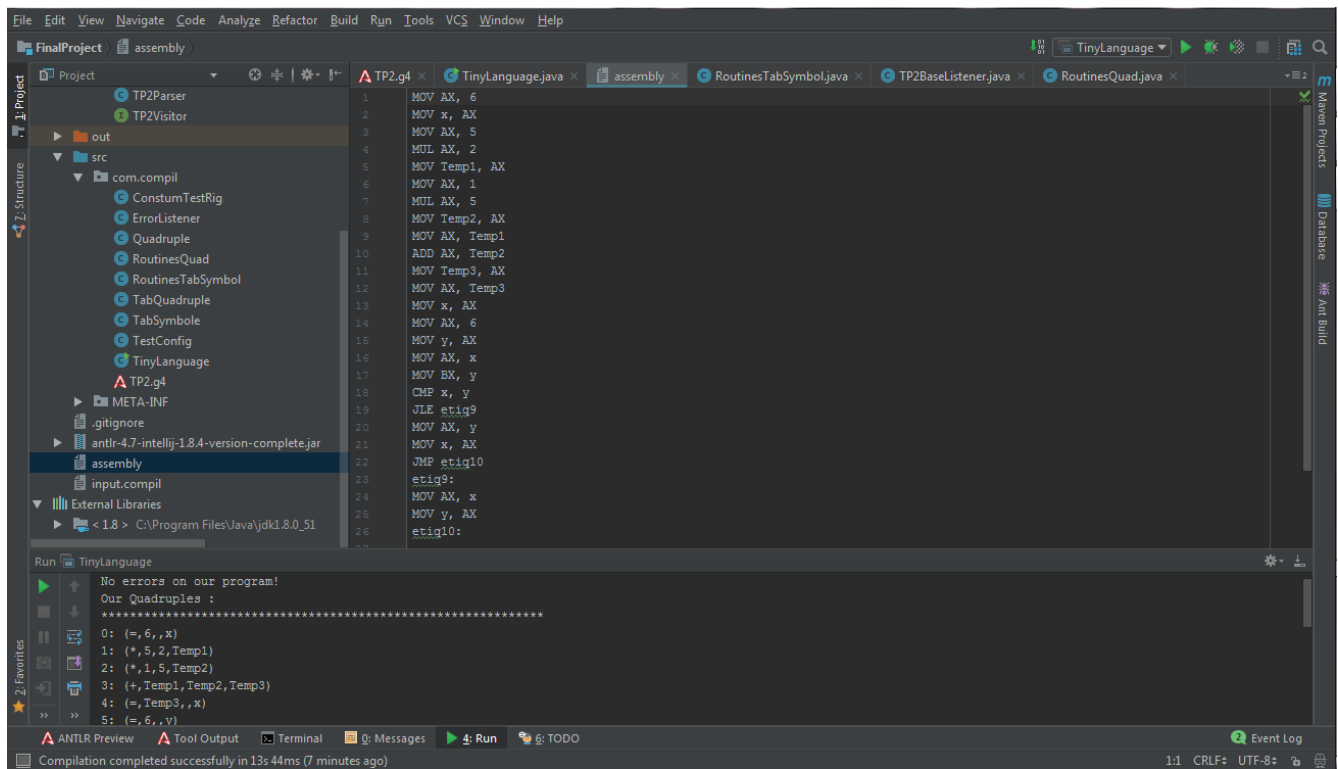 File Edit View Navigate Code Analyze Refactor Build Run Tools VCS Window Help
FinalProject assembly TinyLanguage
Project TP2.g4 TinyLanguage.java assembly RoutinesTabSymbol.java TP2BaseListener.java RoutinesQuad.java 2
1: Project
Z: Structure
2: Favorites
TP2Parser
TP2Visitor
out
src
com.compil
ConstumTestRig
ErrorListener
Quadruple
RoutinesQuad
RoutinesTabSymbol
TabQuadruple
TabSymbole
TestConfig
TinyLanguage
TP2.g4
META-INF
.gitignore
antlr-4.7-intellij-1.8.4-version-complete.jar
assembly
input.compil
External Libraries
< 1.8 > C:\Program Files\Java\jdk1.8.0_51
1 MOV AX, 6
2 MOV x, AX
3 MOV AX, 5
4 MUL AX, 2
5 MOV Temp1, AX
6 MOV AX, 1
7 MUL AX, 5
8 MOV Temp2, AX
9 MOV AX, Temp1
10 ADD AX, Temp2
11 MOV Temp3, AX
12 MOV AX, Temp3
13 MOV x, AX
14 MOV AX, 6
15 MOV y, AX
16 MOV AX, x
17 MOV BX, y
18 CMP x, y
19 JLE etiq9
20 MOV AX, y
21 MOV x, AX
22 JMP etiq10
23 etiq9:
24 MOV AX, x
25 MOV y, AX
26 etiq10:
m Maven Projects
Database
Ant Build
Run TinyLanguage
No errors on our program!
Our Quadruples :
**************************************************************
0: (=,6,,x)
1: (*,5,2,Temp1)
2: (*,1,5,Temp2)
3: (+,Temp1,Temp2,Temp3)
4: (=,Temp3,,x)
5: (=,6,,y)
ANTLR Preview Tool Output Terminal 0: Messages 4: Run 6: TODO 2 Event Log
Compilation completed successfully in 13s 44ms (7 minutes ago) 1:1 CRLF UTF-8